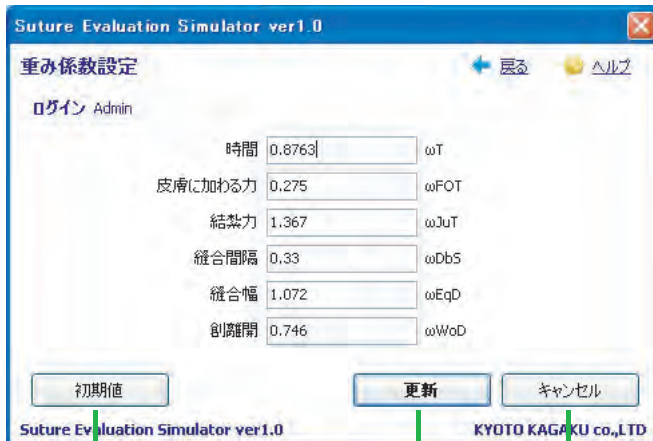 Suture Evaluation Simulator ver1.0
重み係数設定 戻る ヘルプ
ログイン Admin
時間 0.8763 ωT
皮膚に加わる力 0.275 ωFOT
結紮力 1.367 ωJuT
縫合間隔 0.33 ωDbS
縫合幅 1.072 ωEqD
創離開 0.746 ωWoD
初期値 更新 キャンセル
Suture Evaluation Simulator ver1.0 KYOTO KAGAKU co.,LTD